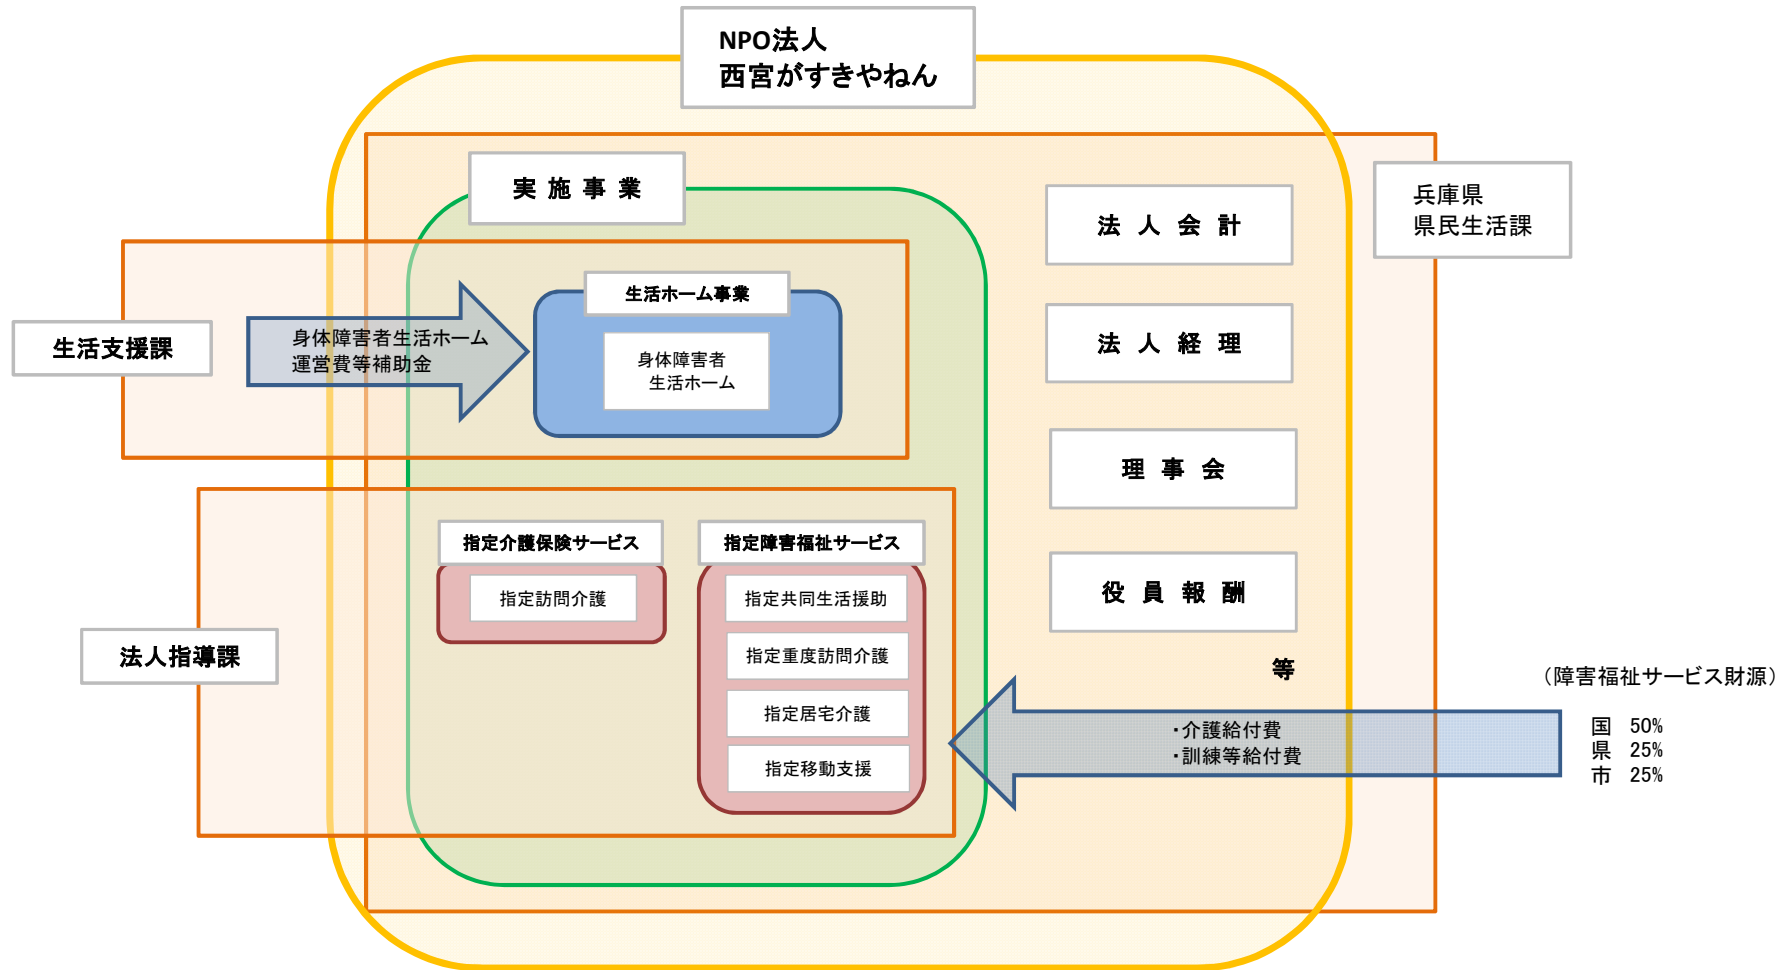 NPO法人
西宮がすきやねん
実施事業
兵庫県
県民生活課
法人会計
法人経理
理事会
役員報酬
等
生活支援課
身体障害者生活ホーム
運営費等補助金
生活ホーム事業
身体障害者
生活ホーム
法人指導課
指定介護保険サービス
指定訪問介護
指定障害福祉サービス
指定共同生活援助
指定重度訪問介護
指定居宅介護
指定移動支援
・介護給付費
・訓練等給付費
（障害福祉サービス財源）
国 50%
県 25%
市 25%